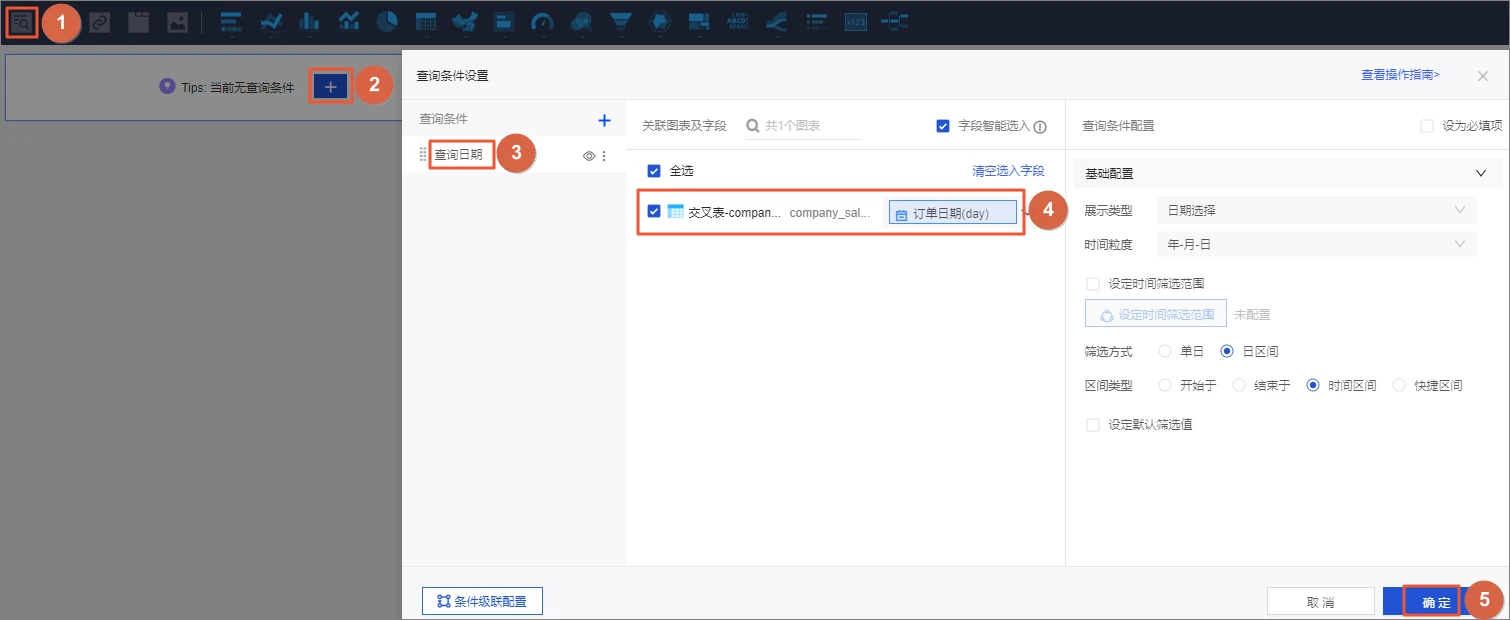 1
ABCD
x123
Tips: 当前无查询条件
+
2
查询条件设置
查看操作指南>
查询条件
查询日期
3
关联图表及字段
共1个图表
字段智能选入
全选
清空选入字段
交叉表-compan...
company_sal...
订单日期(day)
4
查询条件配置
设为必填项
基础配置
展示类型
日期选择
时间粒度
年-月-日
设定时间筛选范围
设定时间筛选范围
未配置
筛选方式
单日
日区间
区间类型
开始于
结束于
时间区间
快捷区间
设定默认筛选值
条件级联配置
取 消
确 定
5